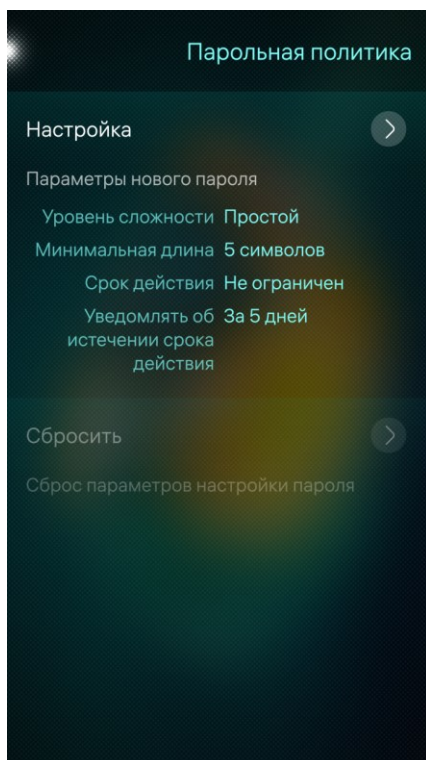 Парольная политика
Настройка
Параметры нового пароля
Уровень сложности Простой
Минимальная длина 5 символов
Срок действия Не ограничен
Уведомлять об За 5 дней
истечении срока
действия
Сбросить
Сброс параметров настройки пароля